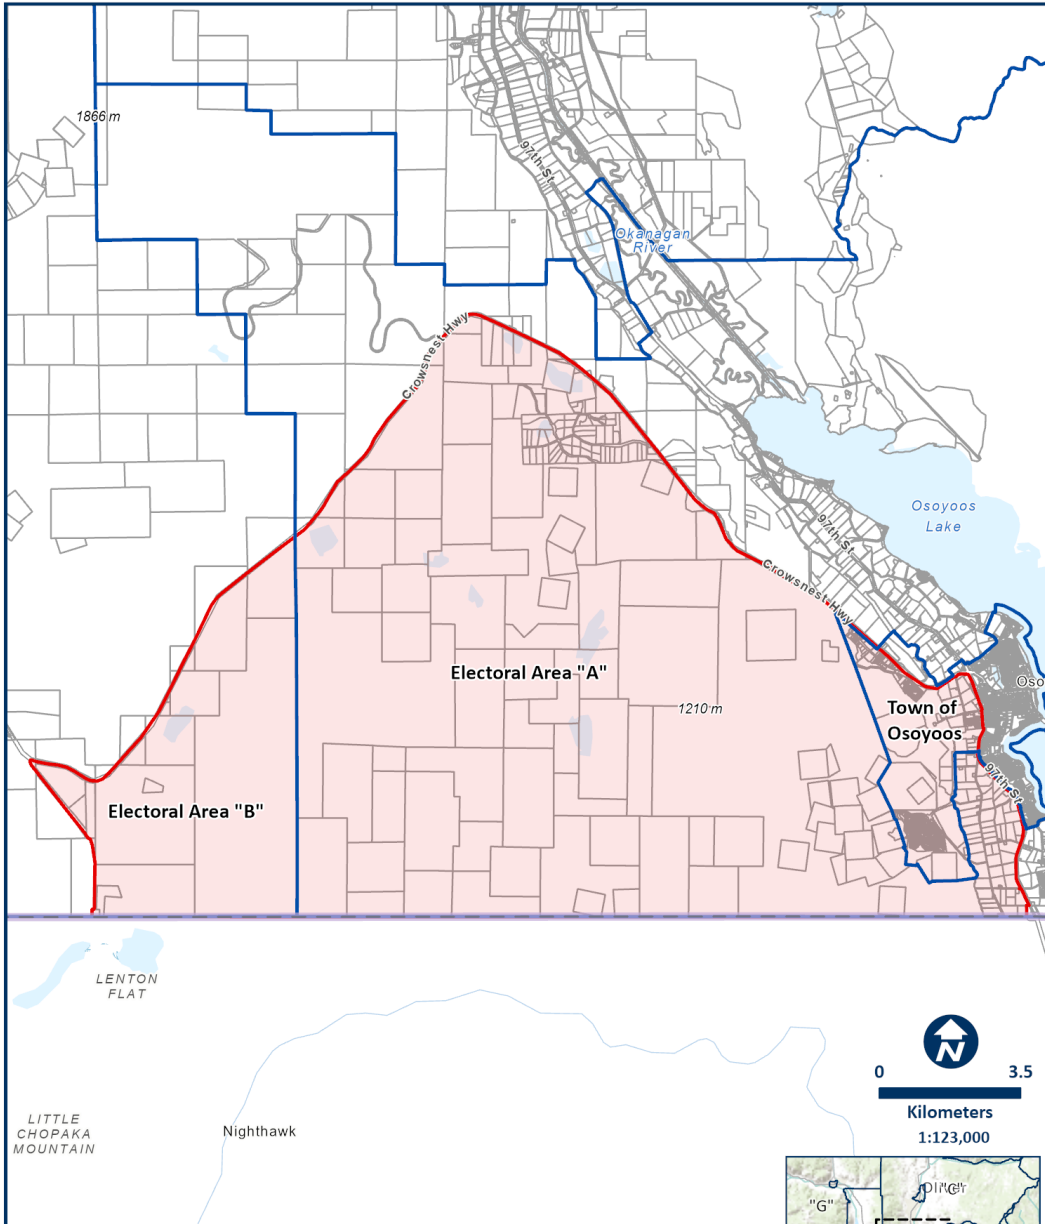 1866 m
97th St
Okanagan
River
Crowsnest Hwy
Osoyoos
Lake
97th St
Crowsnest Hwy
Electoral Area "A"
Oso
1210 m
Town of
Osoyoos
97th St
Electoral Area "B"
LENTON
FLAT
N
0 3.5
Kilometers
1:123,000
LITTLE
CHOPAKA
MOUNTAIN
Nighthawk
Oliver
"C"
"G"